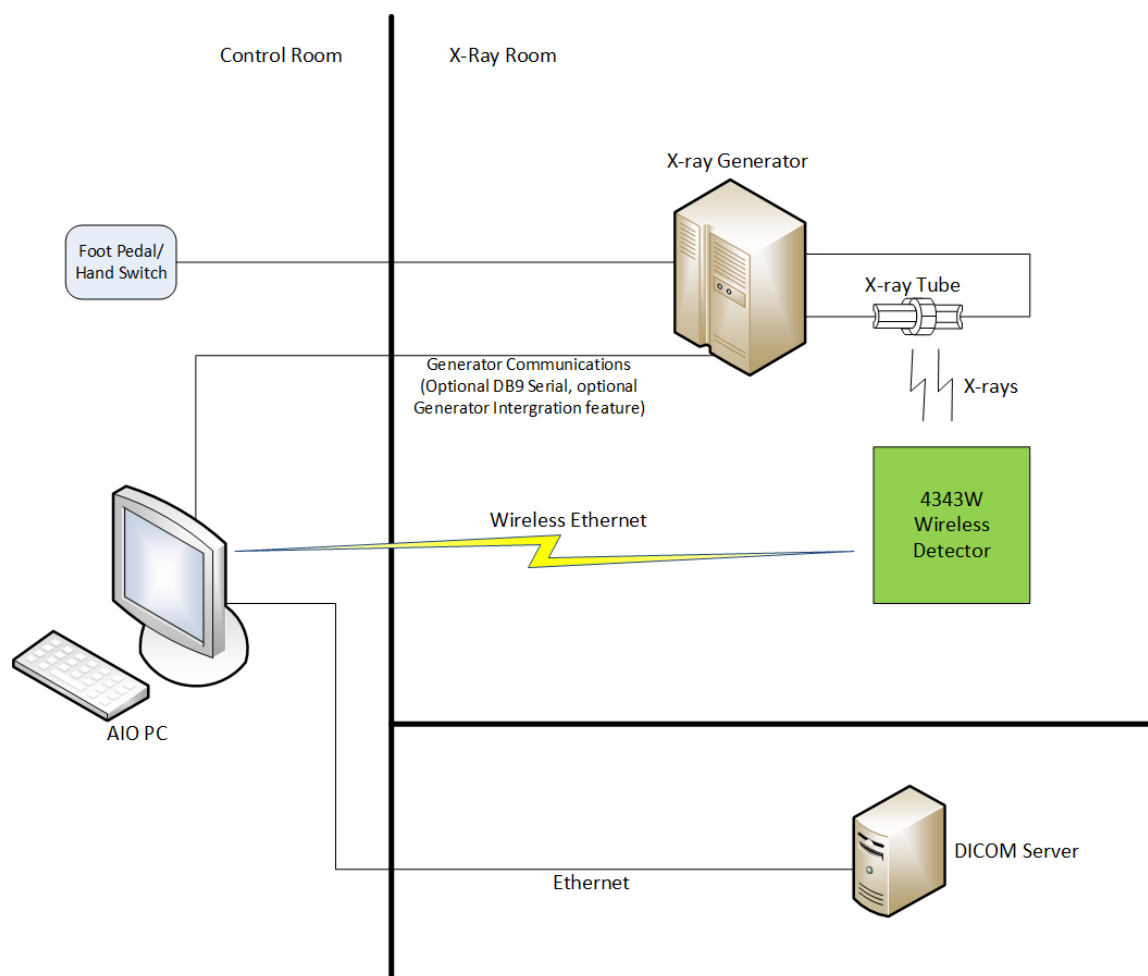 Control Room
X-Ray Room
X-ray Generator
Foot Pedal/
Hand Switch
X-ray Tube
Generator Communications
(Optional DB9 Serial, optional
Generator Intergration feature)
X-rays
4343W
Wireless
Detector
Wireless Ethernet
AIO PC
DICOM Server
Ethernet